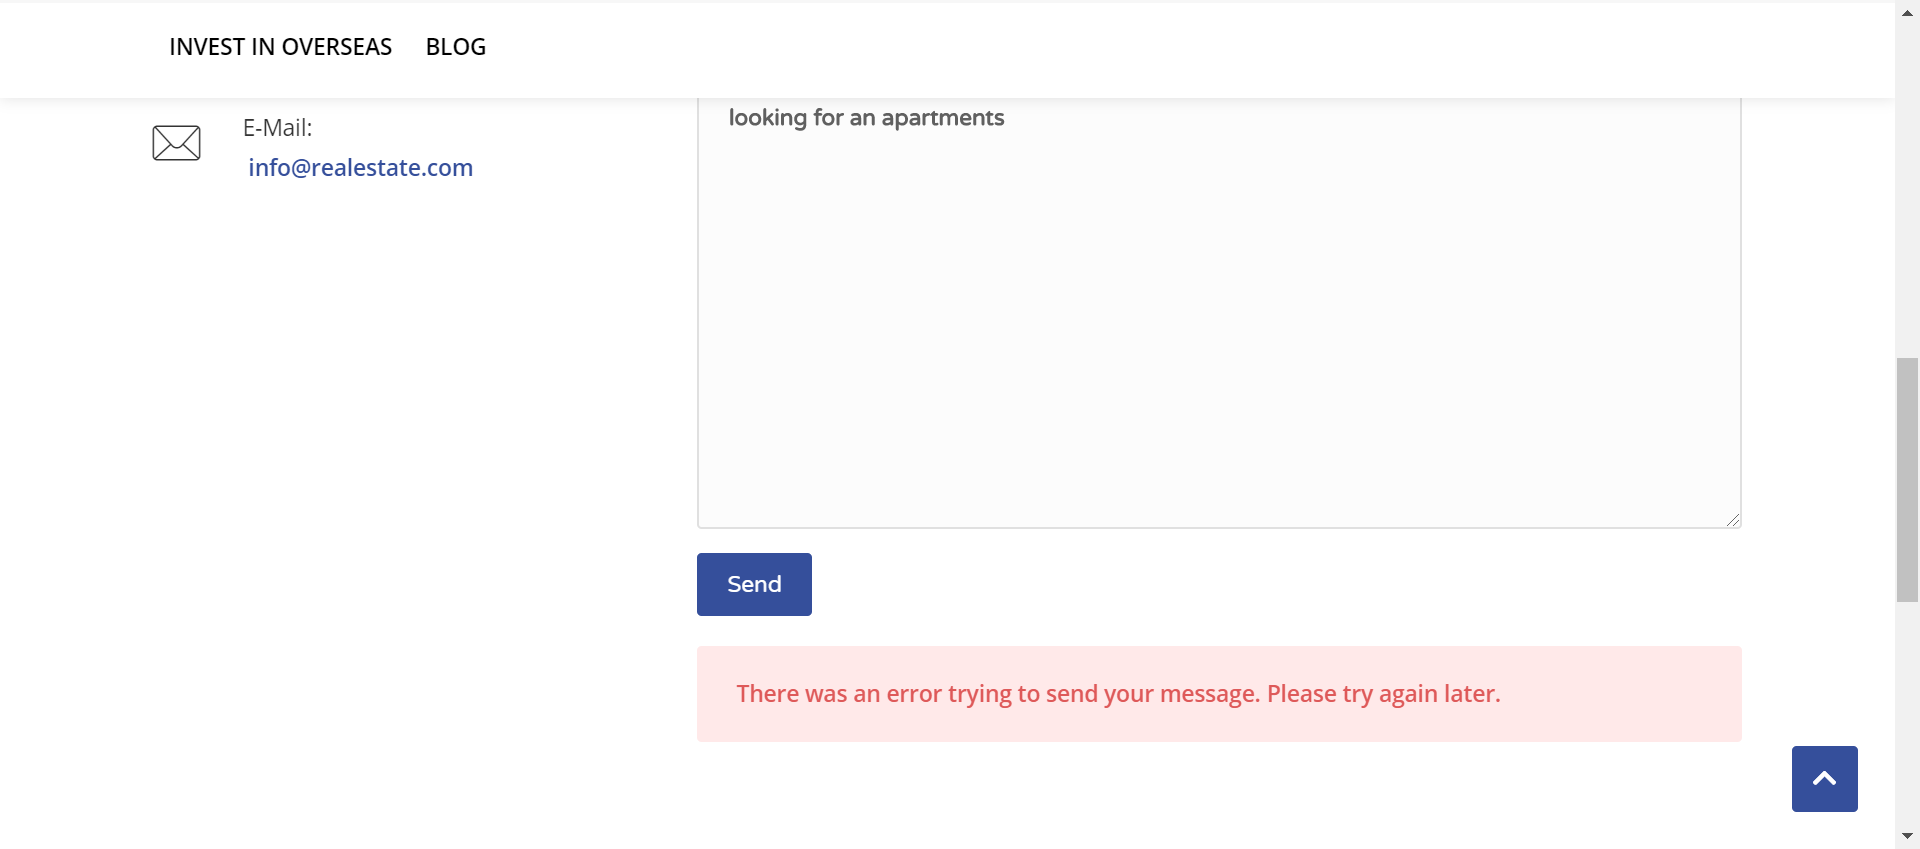 INVEST IN OVERSEAS BLOG
E-Mail:
info@realestate.com
looking for an apartments
Send
There was an error trying to send your message. Please try again later.